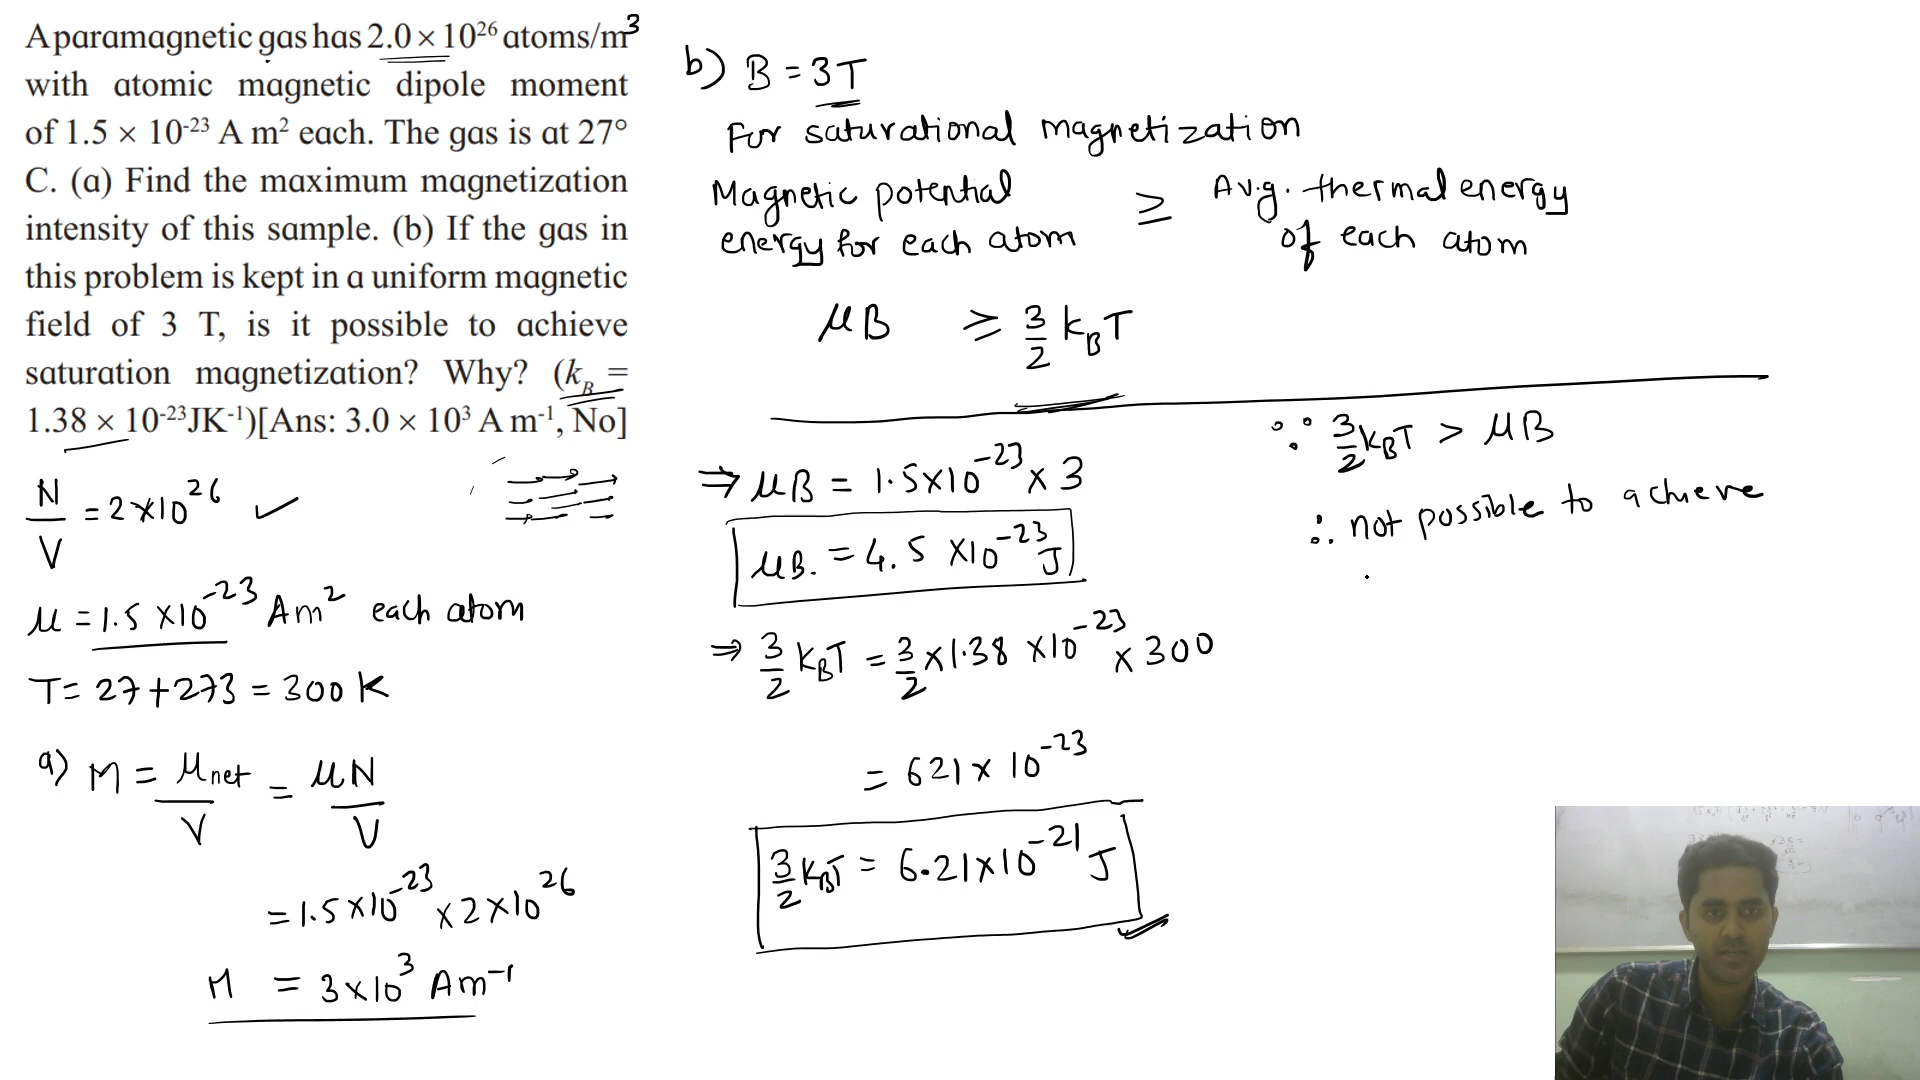 A paramagnetic gas has 2.0 × 10²⁶ atoms/m³
with atomic magnetic dipole moment
of 1.5 × 10⁻²³ A m² each. The gas is at 27°
C. (a) Find the maximum magnetization
intensity of this sample. (b) If the gas in
this problem is kept in a uniform magnetic
field of 3 T, is it possible to achieve
saturation magnetization? Why? (k_B =
1.38 × 10⁻²³JK⁻¹)[Ans: 3.0 × 10³ A m⁻¹, No]
N/V = 2×10²⁶ ✓
μ = 1.5 ×10⁻²³ Am² each atom
T = 27+273 = 300 K
a) M = μnet/V = μN/V
= 1.5×10⁻²³ × 2×10²⁶
M = 3×10³ Am⁻¹
b) B = 3T
For saturational magnetization
Magnetic potential
energy for each atom
≥
Avg. thermal energy
of each atom
μB ≥ 3/2 k_BT
⇒ μB = 1.5×10⁻²³ × 3
μB. = 4.5 ×10⁻²³ J
⇒ 3/2 k_BT = 3/2 ×1.38 ×10⁻²³ × 300
= 621× 10⁻²³
3/2 k_BT = 6.21×10⁻²¹ J
∵ 3/2 k_BT > μB
∴ not possible to achieve